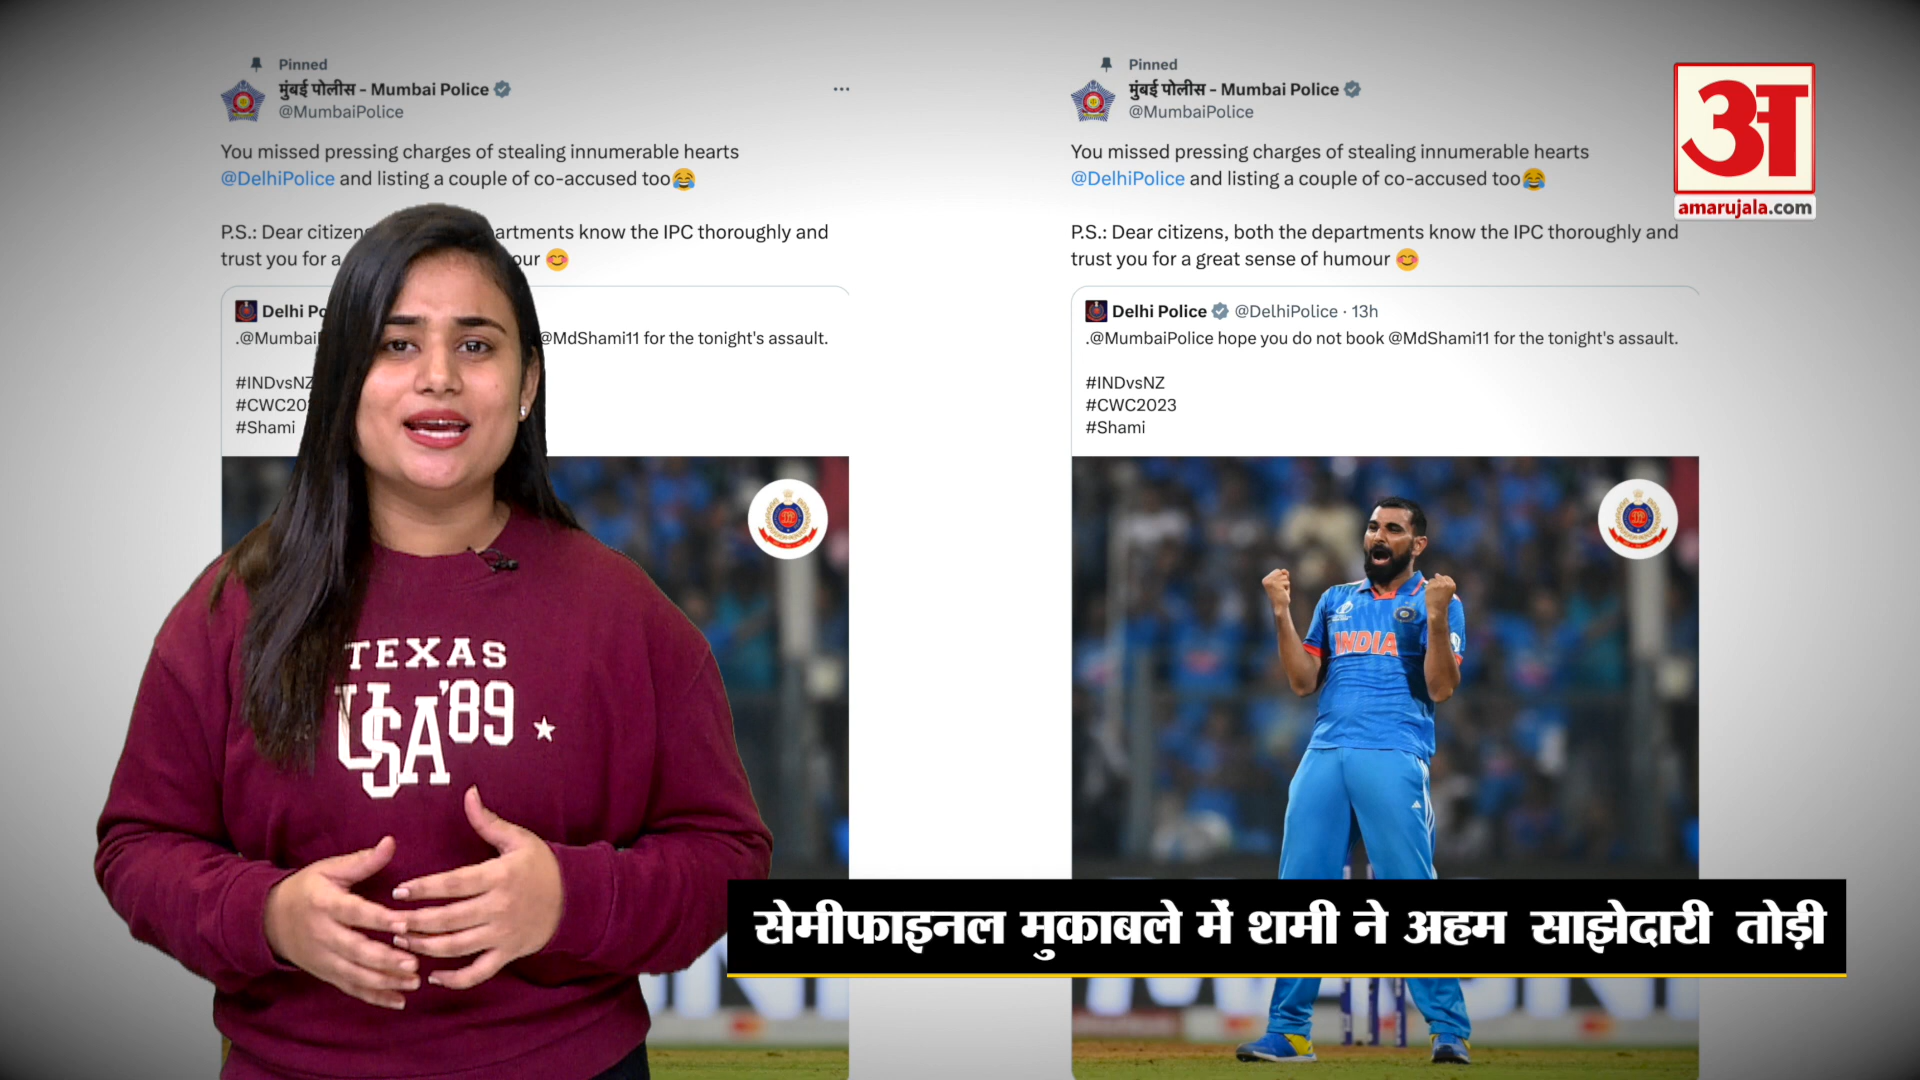 Pinned
मुंबई पोलीस - Mumbai Police
@MumbaiPolice
You missed pressing charges of stealing innumerable hearts
@DelhiPolice and listing a couple of co-accused too😂
P.S.: Dear citizens artments know the IPC thoroughly and
trust you for a our 😊
Delhi Po
.@Mumbai @MdShami11 for the tonight's assault.
#INDvsNZ
#CWC202
#Shami
TEXAS
USA'89
Pinned
मुंबई पोलीस - Mumbai Police
@MumbaiPolice
You missed pressing charges of stealing innumerable hearts
@DelhiPolice and listing a couple of co-accused too😂
P.S.: Dear citizens, both the departments know the IPC thoroughly and
trust you for a great sense of humour 😊
Delhi Police @DelhiPolice · 13h
.@MumbaiPolice hope you do not book @MdShami11 for the tonight's assault.
#INDvsNZ
#CWC2023
#Shami
INDIA
अ
amarujala.com
सेमीफाइनल मुकाबले में शमी ने अहम साझेदारी तोड़ी